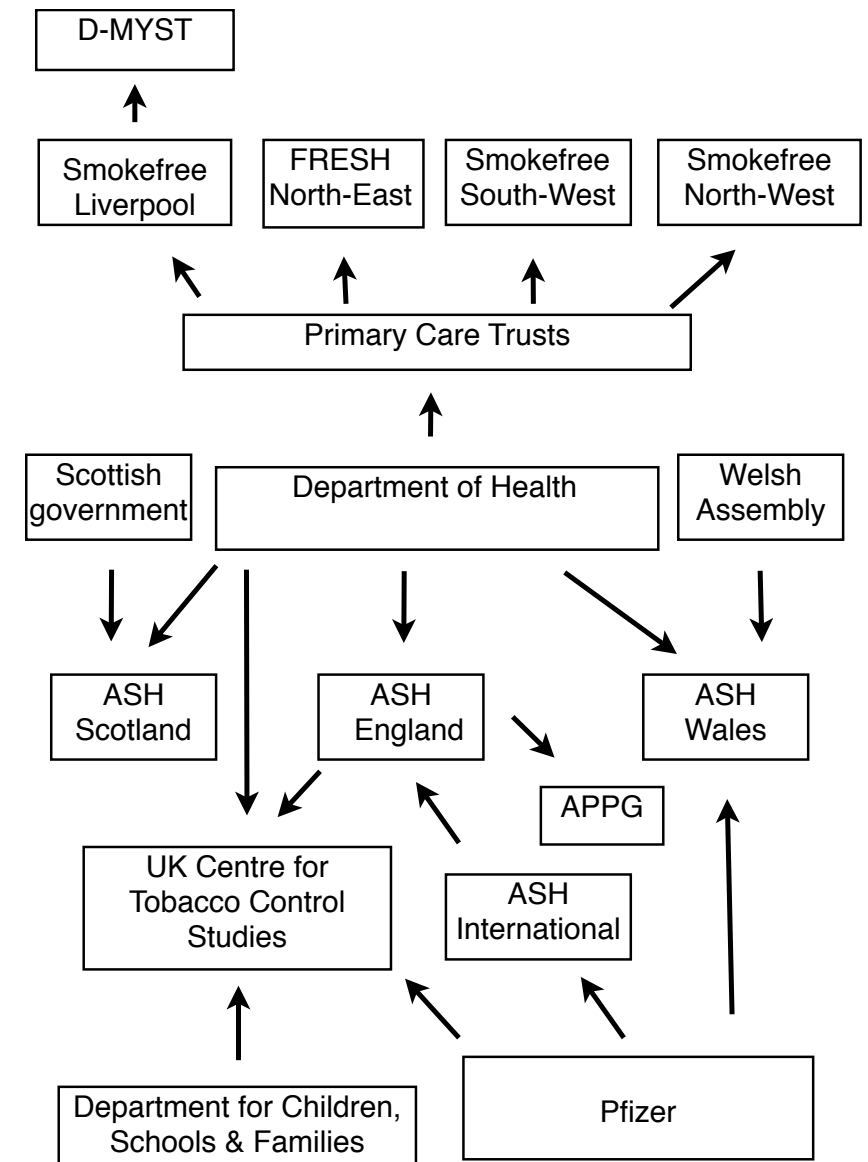 D-MYST
Smokefree
Liverpool
FRESH
North-East
Smokefree
South-West
Smokefree
North-West
Primary Care Trusts
Scottish
government
Department of Health
Welsh
Assembly
ASH
Scotland
ASH
England
ASH
Wales
APPG
UK Centre for
Tobacco Control
Studies
ASH
International
Department for Children,
Schools & Families
Pfizer